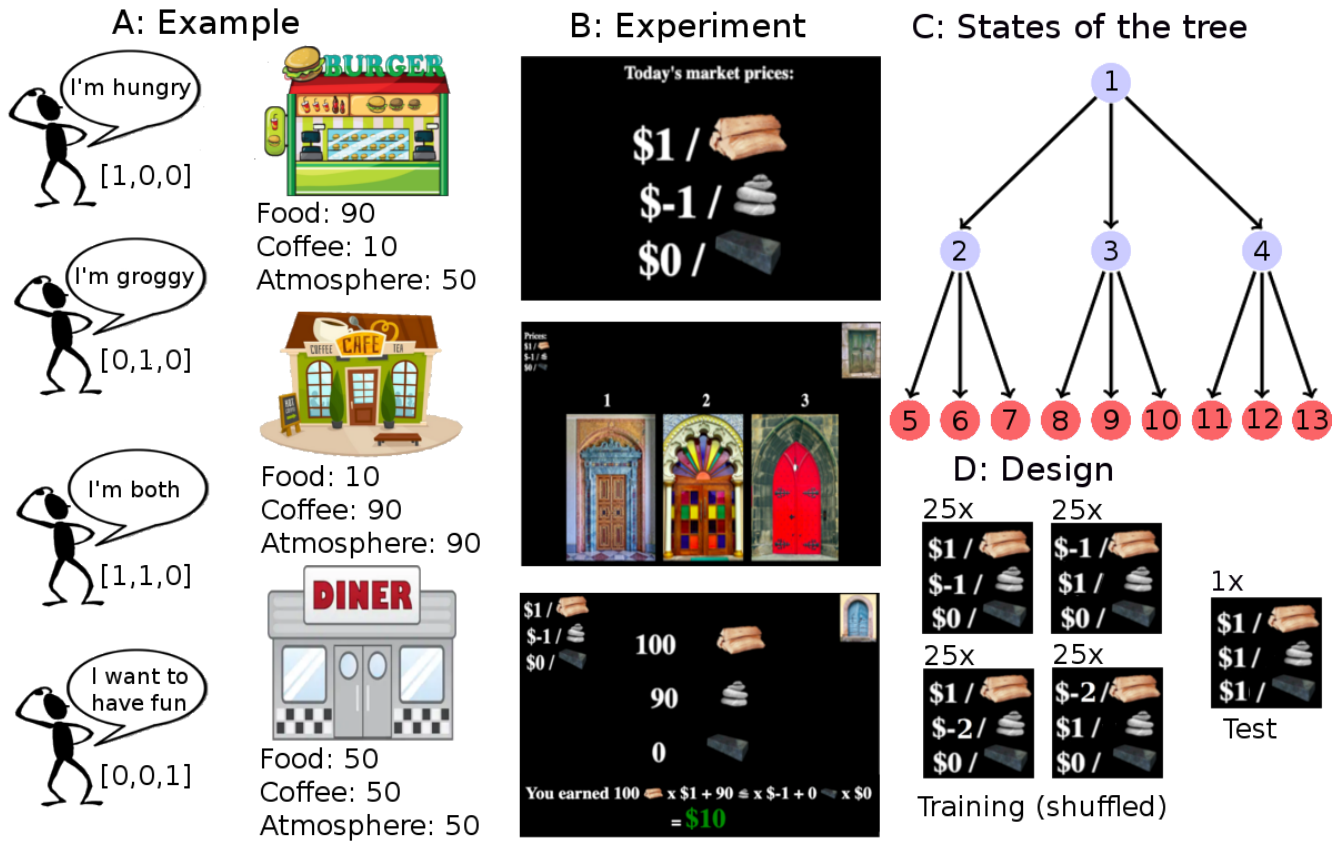 A: Example
I'm hungry
[1,0,0]
BURGER
Food: 90
Coffee: 10
Atmosphere: 50
I'm groggy
[0,1,0]
COFFEE CAFE TEA
Food: 10
Coffee: 90
Atmosphere: 90
I'm both
[1,1,0]
DINER
I want to
have fun
[0,0,1]
Food: 50
Coffee: 50
Atmosphere: 50
B: Experiment
Today's market prices:
$1 /
$-1 /
$0 /
Prices:
$1 /
$-1 /
$0 /
1 2 3
$1 /
$-1 /
$0 /
100
90
0
You earned 100 x $1 + 90 x $-1 + 0 x $0
= $10
C: States of the tree
1
2 3 4
5 6 7 8 9 10 11 12 13
D: Design
25x 25x
$1 / $-1 /
$-1 / $1 /
$0 / $0 /
25x 25x
$1 / $-2 /
$-2 / $1 /
$0 / $0 /
Training (shuffled)
1x
$1 /
$1 /
$1 /
Test